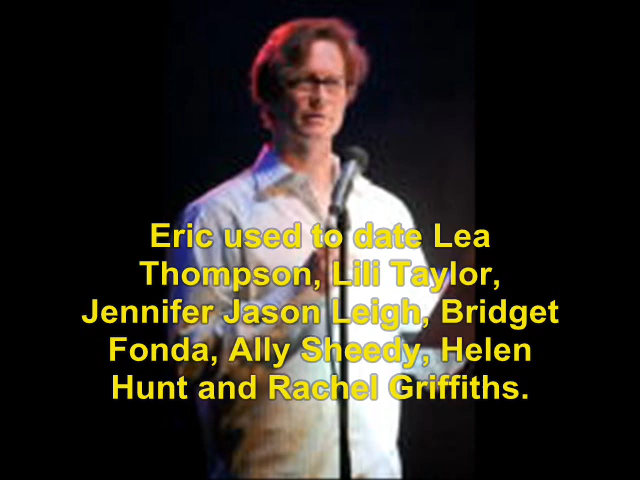 Eric used to date Lea
Thompson, Lili Taylor,
Jennifer Jason Leigh, Bridget
Fonda, Ally Sheedy, Helen
Hunt and Rachel Griffiths.